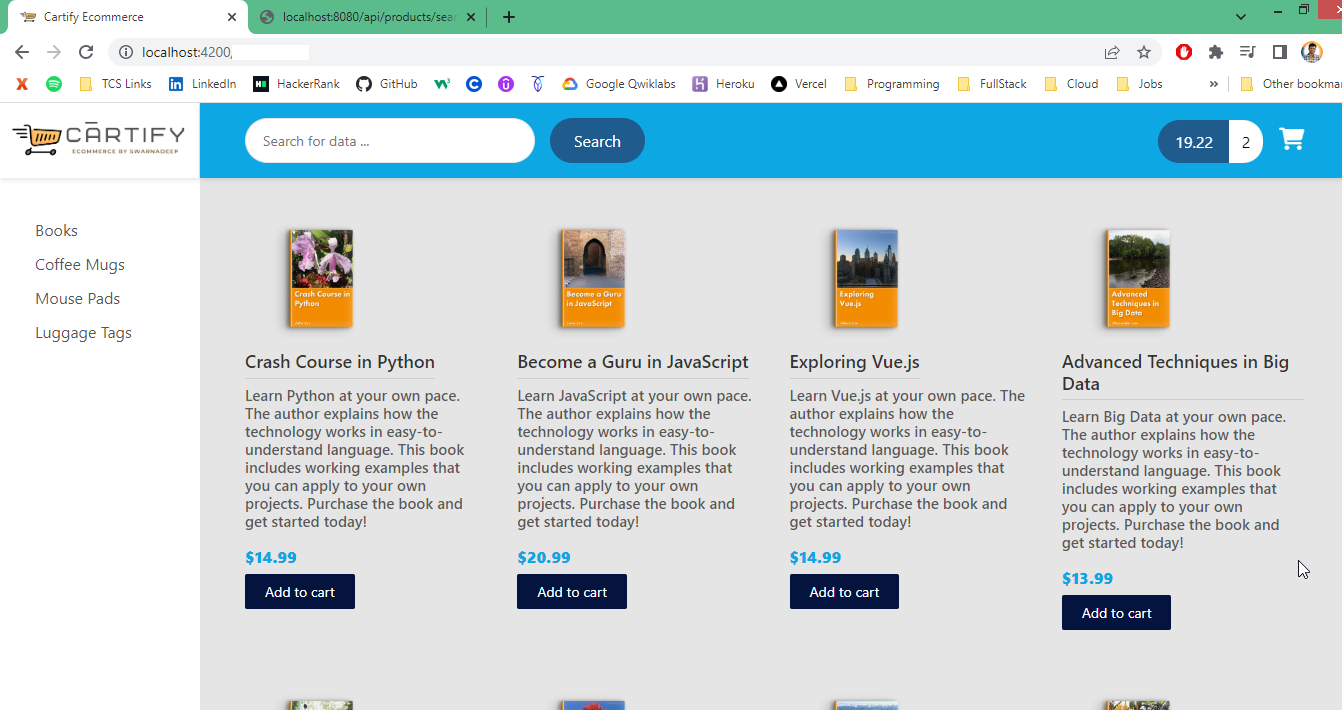 Cartify Ecommerce
localhost:8080/api/products/sear
localhost:4200,
TCS Links
LinkedIn
HackerRank
GitHub
Google Qwiklabs
Heroku
Vercel
Programming
FullStack
Cloud
Jobs
»
Other bookma
CARTIFY
ECOMMERCE BY SWARNADEEP
Search for data ...
Search
19.22
2
Books
Coffee Mugs
Mouse Pads
Luggage Tags
Crash Course in
Python
Crash Course in Python
Learn Python at your own pace.
The author explains how the
technology works in easy-to-
understand language. This book
includes working examples that
you can apply to your own
projects. Purchase the book and
get started today!
$14.99
Add to cart
Become a Guru
in JavaScript
Become a Guru in JavaScript
Learn JavaScript at your own pace.
The author explains how the
technology works in easy-to-
understand language. This book
includes working examples that
you can apply to your own
projects. Purchase the book and
get started today!
$20.99
Add to cart
Exploring
Vue.js
Exploring Vue.js
Learn Vue.js at your own pace. The
author explains how the
technology works in easy-to-
understand language. This book
includes working examples that
you can apply to your own
projects. Purchase the book and
get started today!
$14.99
Add to cart
Advanced
Techniques in
Big Data
Advanced Techniques in Big
Data
Learn Big Data at your own pace.
The author explains how the
technology works in easy-to-
understand language. This book
includes working examples that
you can apply to your own
projects. Purchase the book and
get started today!
$13.99
Add to cart